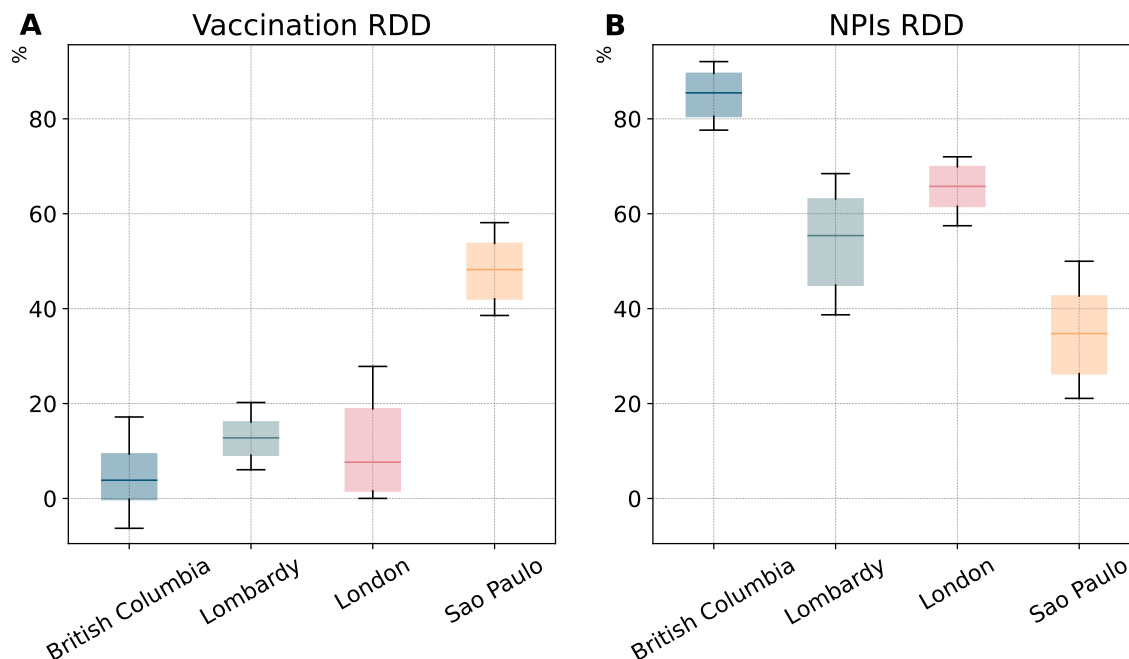 A
Vaccination RDD
%
80
60
40
20
0
British Columbia
Lombardy
London
Sao Paulo
B
NPIs RDD
%
80
60
40
20
0
British Columbia
Lombardy
London
Sao Paulo